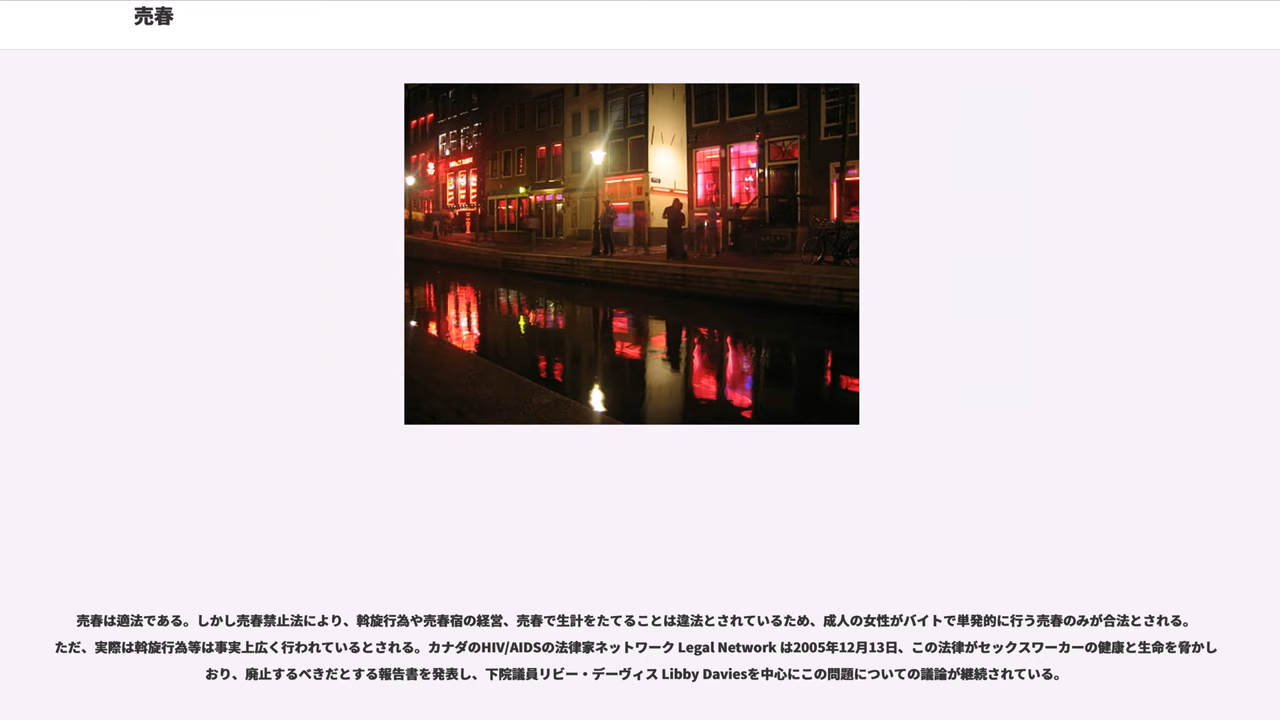 売春
売春は適法である。しかし売春禁止法により、斡旋行為や売春宿の経営、売春で生計をたてることは違法とされているため、成人の女性がバイトで単発的に行う売春のみが合法とされる。
ただ、実際は斡旋行為等は事実上広く行われているとされる。カナダのHIV/AIDSの法律家ネットワーク Legal Network は2005年12月13日、この法律がセックスワーカーの健康と生命を脅かし
おり、廃止するべきだとする報告書を発表し、下院議員リビー・デーヴィス Libby Daviesを中心にこの問題についての議論が継続されている。